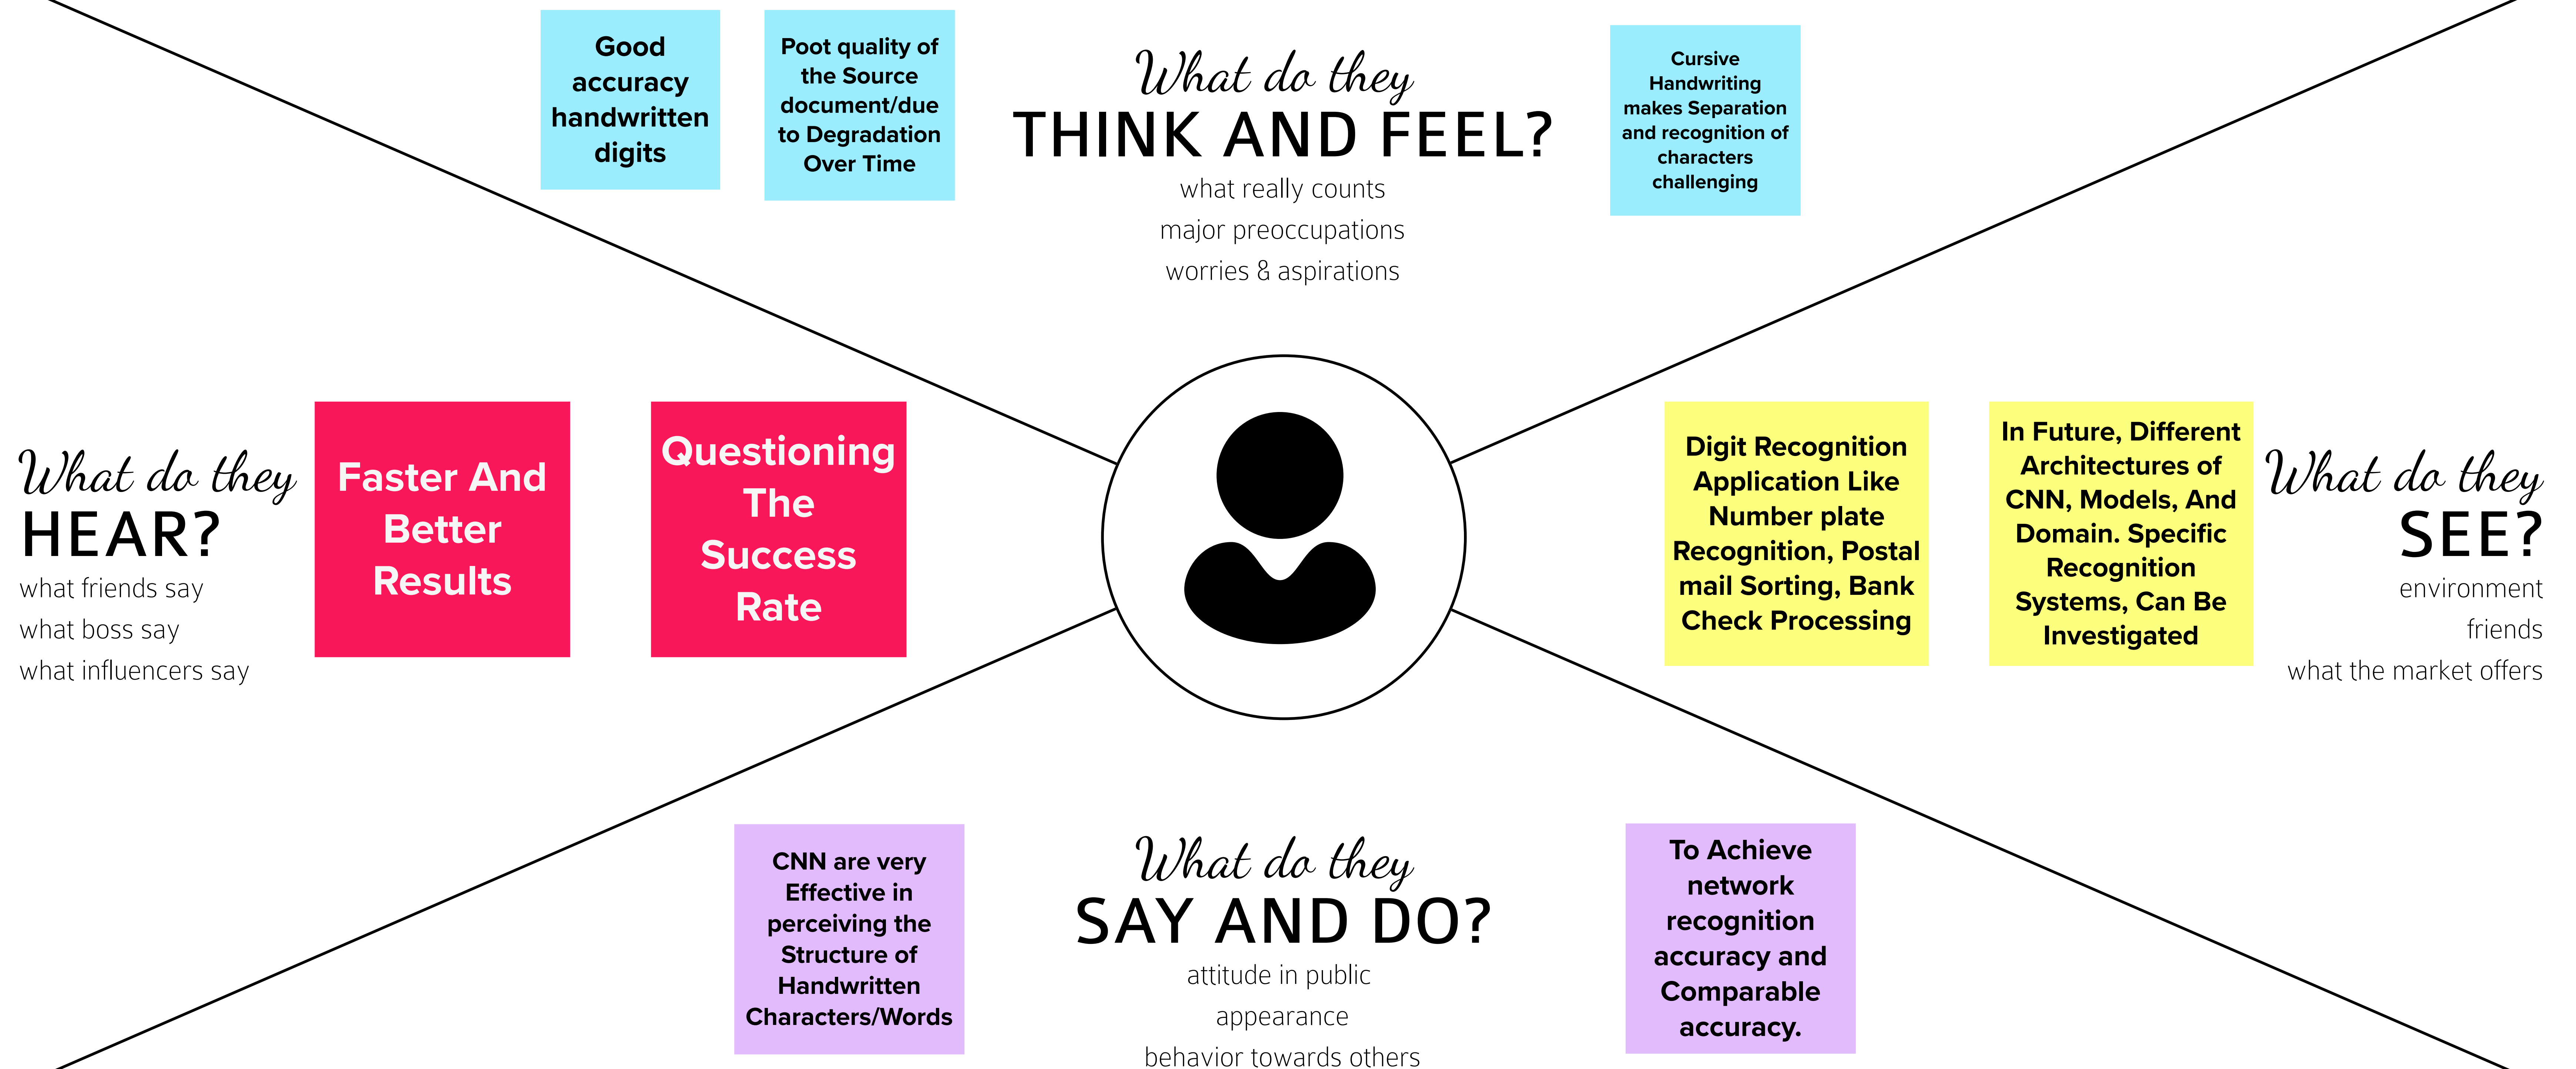 Good
accuracy
handwritten
digits
Poot quality of
the Source
document/due
to Degradation
Over Time
What do they
THINK AND FEEL?
what really counts
major preoccupations
worries & aspirations
Cursive
Handwriting
makes Separation
and recognition of
characters
challenging
What do they
HEAR?
what friends say
what boss say
what influencers say
Faster And
Better
Results
Questioning
The
Success
Rate
Digit Recognition
Application Like
Number plate
Recognition, Postal
mail Sorting, Bank
Check Processing
In Future, Different
Architectures of
CNN, Models, And
Domain. Specific
Recognition
Systems, Can Be
Investigated
What do they
SEE?
environment
friends
what the market offers
CNN are very
Effective in
perceiving the
Structure of
Handwritten
Characters/Words
What do they
SAY AND DO?
attitude in public
appearance
behavior towards others
To Achieve
network
recognition
accuracy and
Comparable
accuracy.